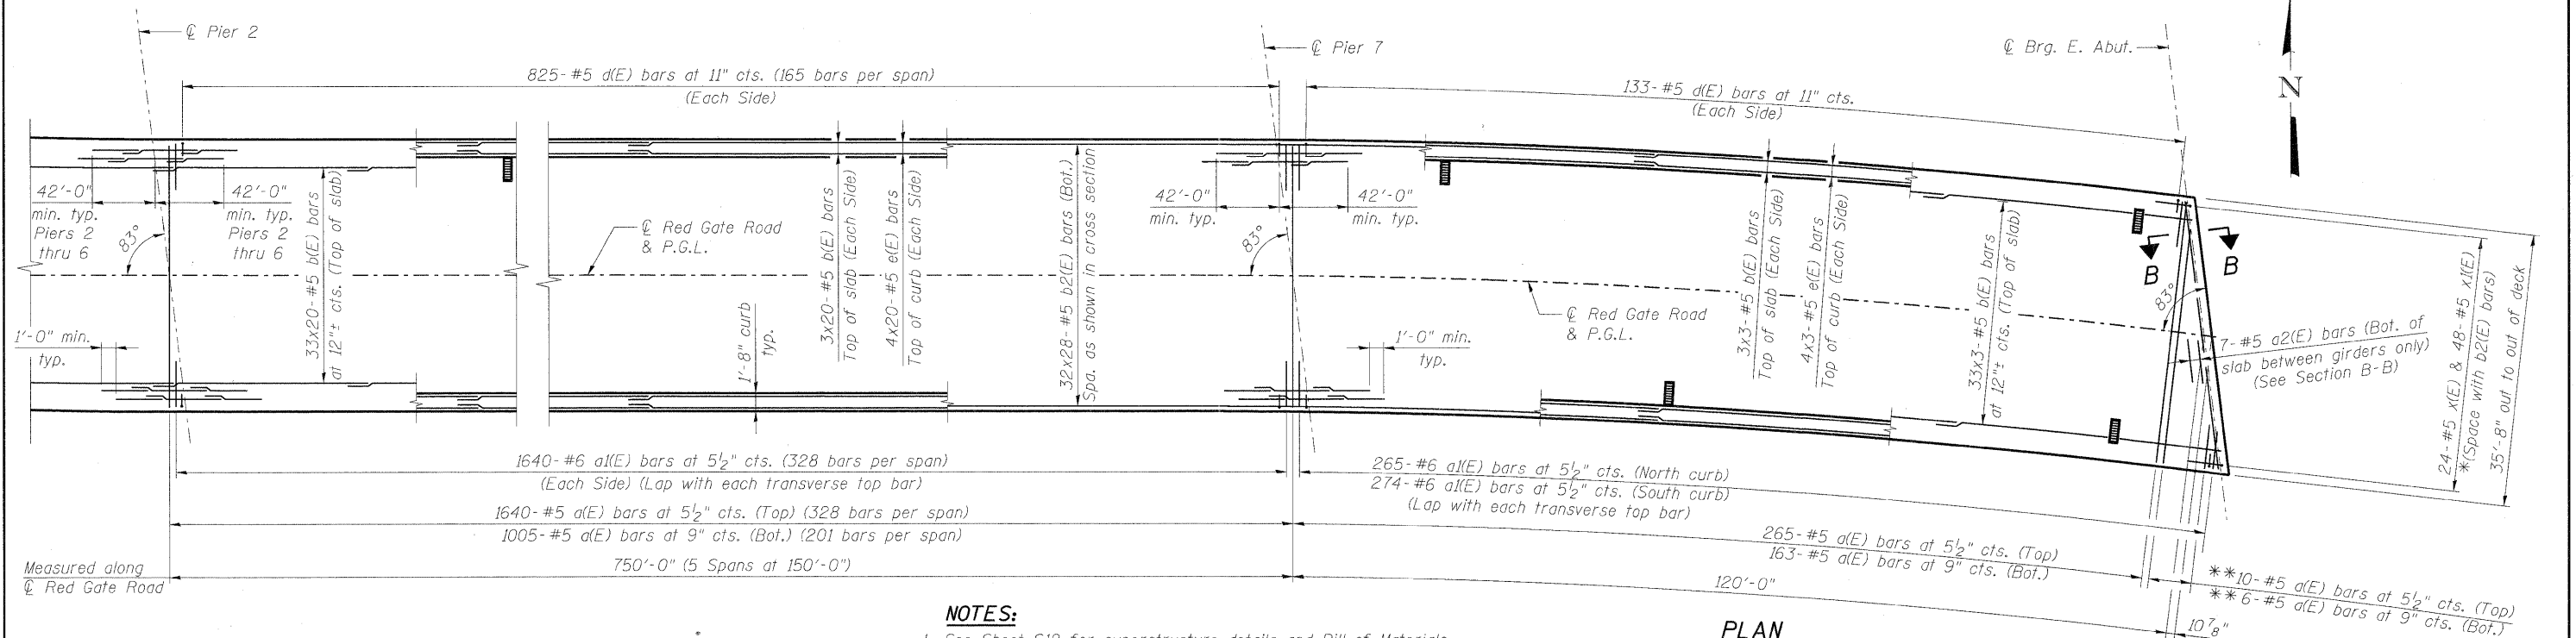 ℄ Pier 2
℄ Pier 7
℄ Brg. E. Abut.
N
825-#5 d(E) bars at 11" cts. (165 bars per span)
(Each Side)
133-#5 d(E) bars at 11" cts.
(Each Side)
42'-0"
min. typ.
Piers 2
thru 6
42'-0"
min. typ.
Piers 2
thru 6
83°
33x20-#5 b(E) bars
at 12"± cts. (Top of slab)
℄ Red Gate Road
& P.G.L.
3x20-#5 b(E) bars
Top of slab (Each Side)
4x20-#5 e(E) bars
Top of curb (Each Side)
32x28-#5 b2(E) bars (Bot.)
Spa. as shown in cross section
42'-0"
min. typ.
42'-0"
min. typ.
83°
℄ Red Gate Road
& P.G.L.
3x3-#5 b(E) bars
Top of slab (Each Side)
4x3-#5 e(E) bars
Top of curb (Each Side)
33x3-#5 b(E) bars
at 12"± cts. (Top of slab)
B
B
83°
7-#5 a2(E) bars (Bot. of
slab between girders only)
(See Section B-B)
24-#5 x(E) & 48-#5 x1(E)
*(Space with b2(E) bars)
35'-8" out to out of deck
1'-0" min.
typ.
1'-8" curb
typ.
1'-0" min.
typ.
1640-#6 a1(E) bars at 5½" cts. (328 bars per span)
(Each Side) (Lap with each transverse top bar)
265-#6 a1(E) bars at 5½" cts. (North curb)
274-#6 a1(E) bars at 5½" cts. (South curb)
(Lap with each transverse top bar)
1640-#5 a(E) bars at 5½" cts. (Top) (328 bars per span)
1005-#5 a(E) bars at 9" cts. (Bot.) (201 bars per span)
265-#5 a(E) bars at 5½" cts. (Top)
163-#5 a(E) bars at 9" cts. (Bot.)
Measured along
℄ Red Gate Road
750'-0" (5 Spans at 150'-0")
120'-0"
**10-#5 a(E) bars at 5½" cts. (Top)
**6-#5 a(E) bars at 9" cts. (Bot.)
10⅞"
NOTES:
PLAN
1. See Sheet S19 for superstructure details and Bill of Materials